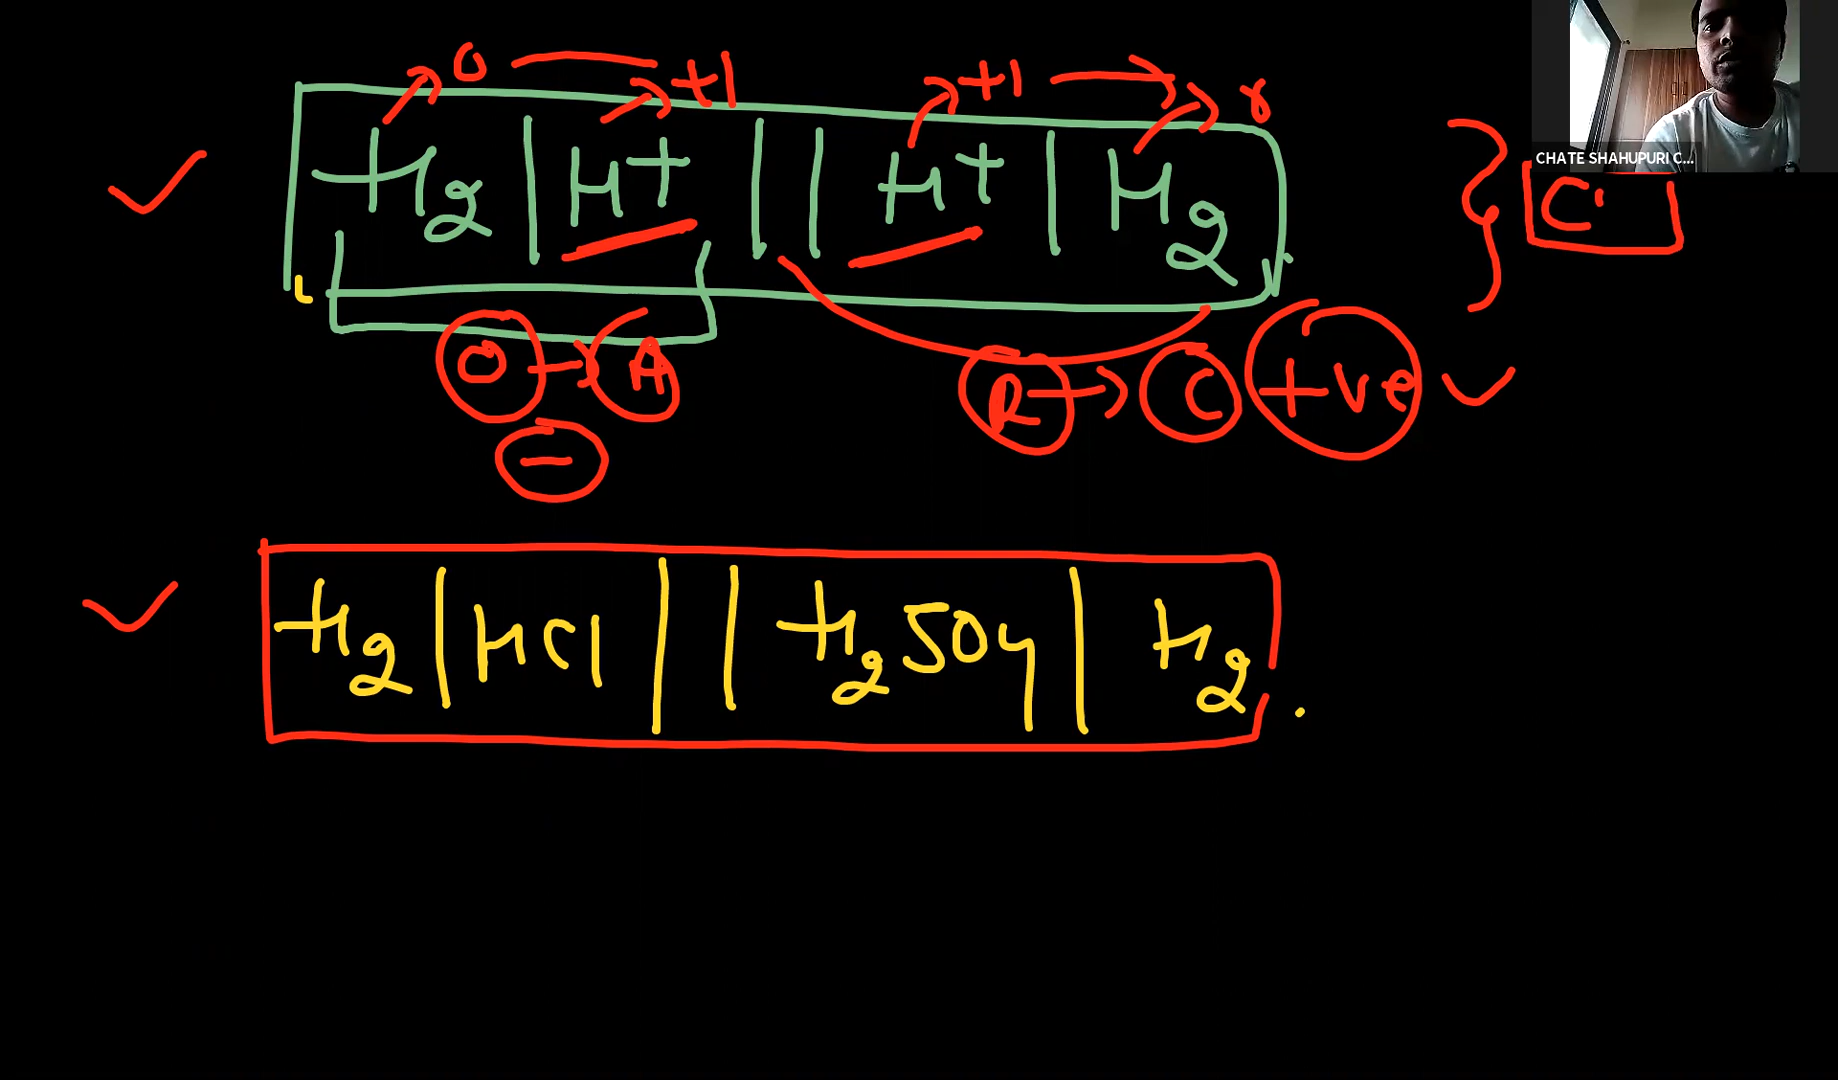 0 → +1 +1 → 0
CHATE SHAHUPURI C...
H2 | H+ || H+ | H2
C
O → A R → C +ve
−
H2 | HCl || H2SO4 | H2 .